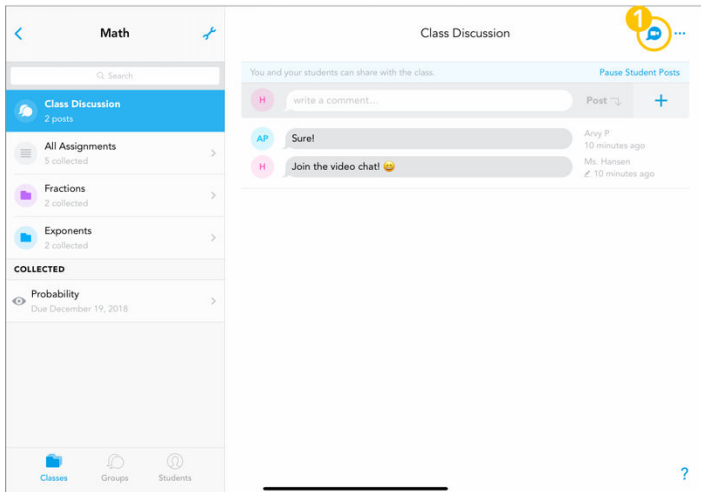 Math
Search
Class Discussion
2 posts
All Assignments
5 collected
Fractions
2 collected
Exponents
2 collected
COLLECTED
Probability
Due December 19, 2018
Classes
Groups
Students
Class Discussion
1
...
You and your students can share with the class.
Pause Student Posts
H
write a comment...
Post
+
AP
Sure!
Arvy P
10 minutes ago
H
Join the video chat! 😄
Ms. Hansen
10 minutes ago
?